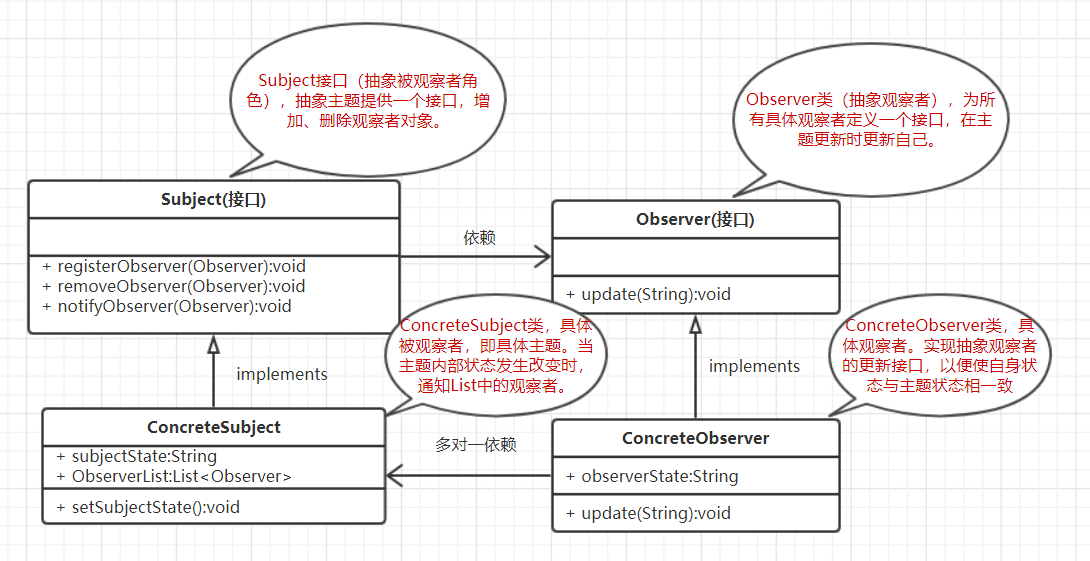 Subject接口（抽象被观察者角
色），抽象主题提供一个接口，增
加、删除观察者对象。
Observer类（抽象观察者），为所
有具体观察者定义一个接口，在主
题更新时更新自己。
Subject(接口)
+ registerObserver(Observer):void
+ removeObserver(Observer):void
+ notifyObserver(Observer):void
依赖
Observer(接口)
+ update(String):void
ConcreteSubject类，具体
被观察者，即具体主题。当
主题内部状态发生改变时，
通知List中的观察者。
ConcreteObserver类，具
体观察者。实现抽象观察者
的更新接口，以便使自身状
态与主题状态相一致
implements
implements
ConcreteSubject
+ subjectState:String
+ ObserverList:List<Observer>
+ setSubjectState():void
多对一依赖
ConcreteObserver
+ observerState:String
+ update(String):void